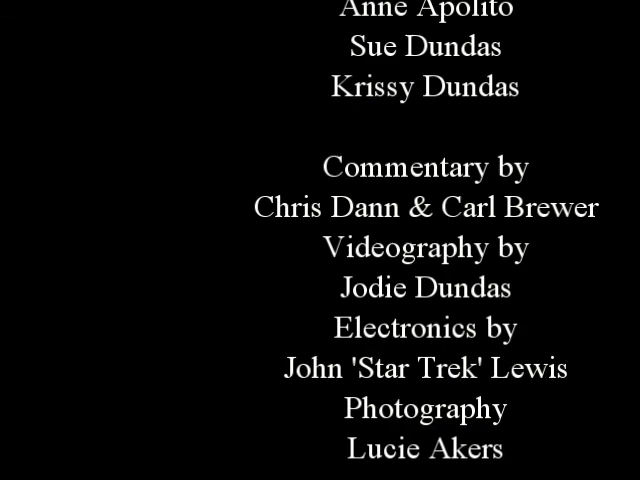 Anne Apolito
Sue Dundas
Krissy Dundas
Commentary by
Chris Dann & Carl Brewer
Videography by
Jodie Dundas
Electronics by
John 'Star Trek' Lewis
Photography
Lucie Akers